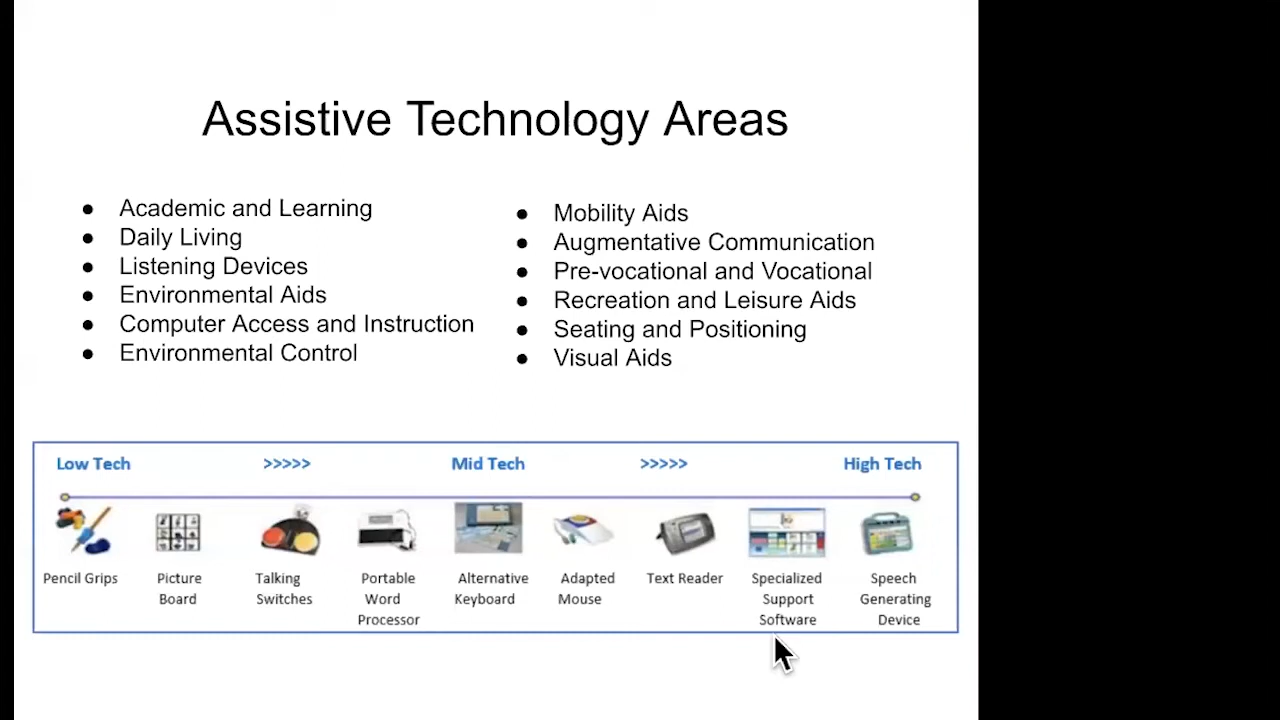 Assistive Technology Areas
● Academic and Learning
● Daily Living
● Listening Devices
● Environmental Aids
● Computer Access and Instruction
● Environmental Control
● Mobility Aids
● Augmentative Communication
● Pre-vocational and Vocational
● Recreation and Leisure Aids
● Seating and Positioning
● Visual Aids
Low Tech >>>>> Mid Tech >>>>> High Tech
Pencil Grips
Picture
Board
Talking
Switches
Portable
Word
Processor
Alternative
Keyboard
Adapted
Mouse
Text Reader
Specialized
Support
Software
Speech
Generating
Device